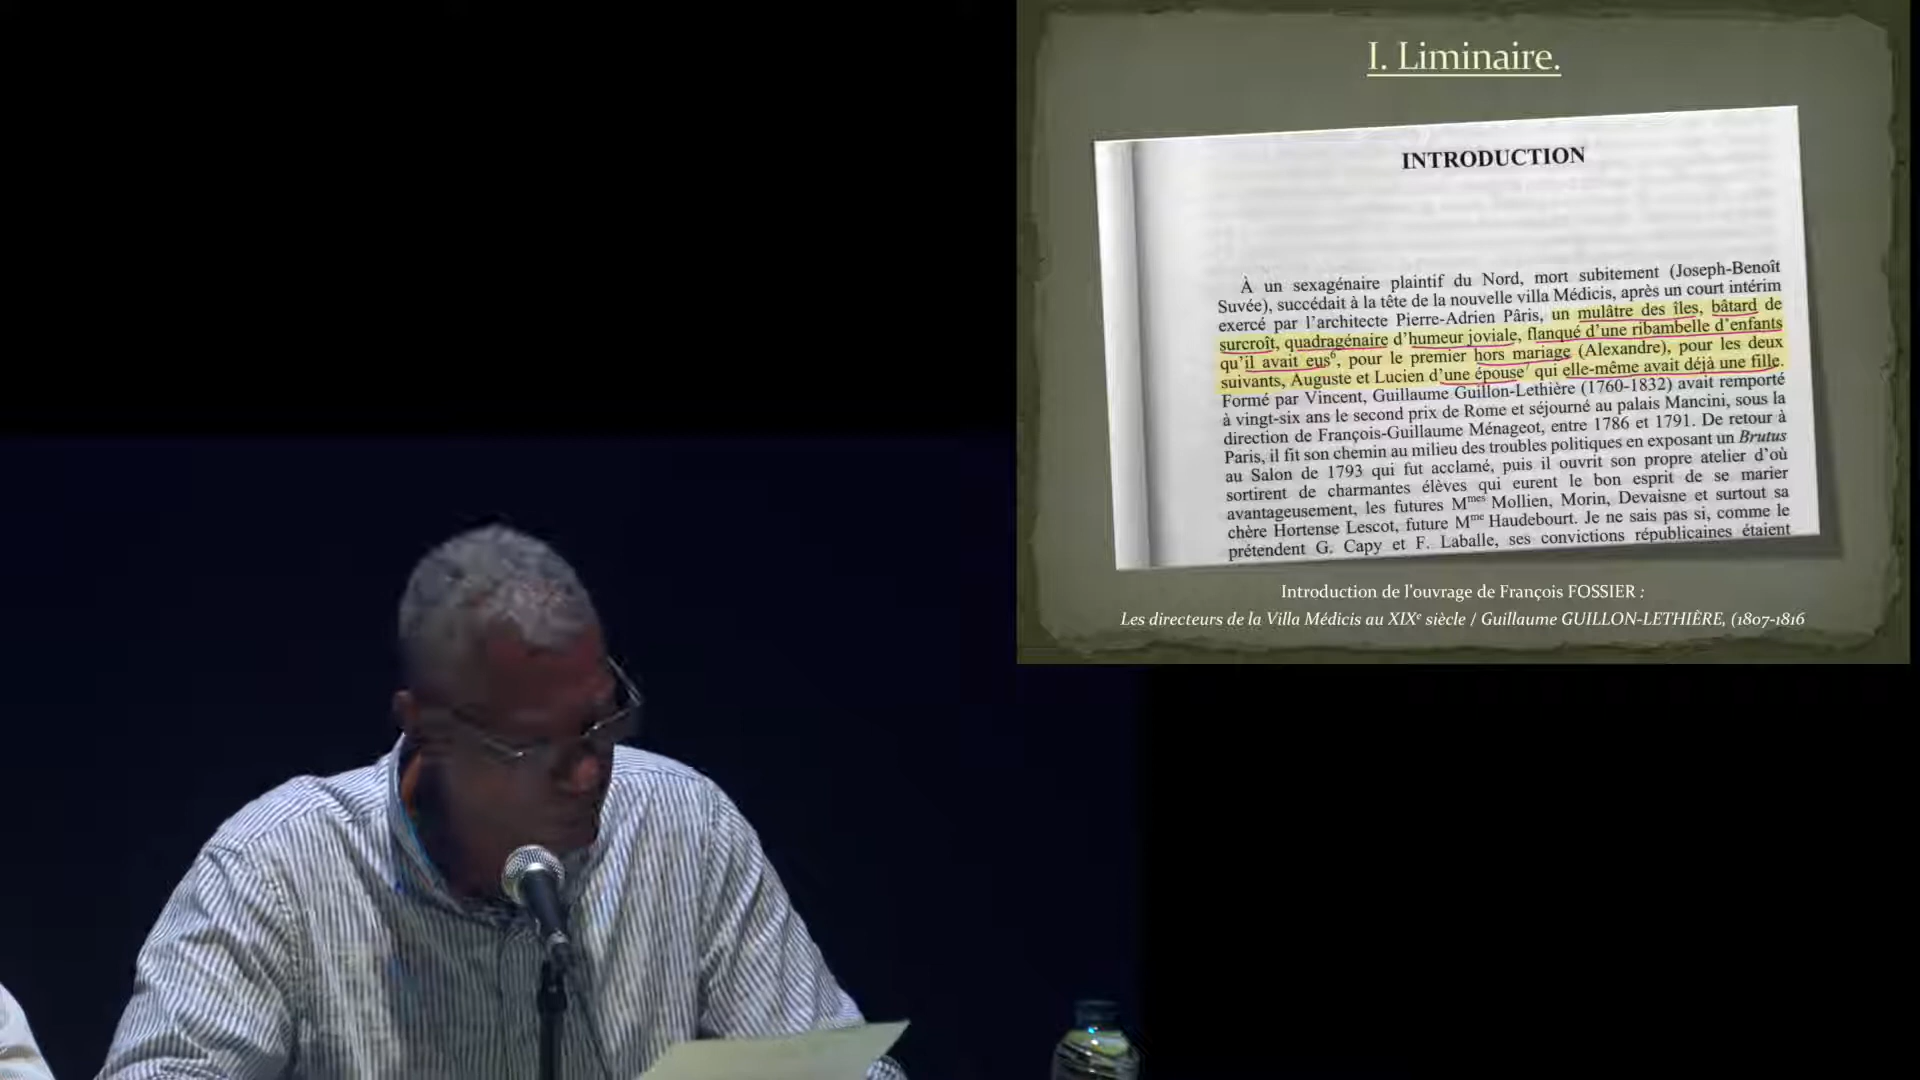 I. Liminaire.
INTRODUCTION
À un sexagénaire plaintif du Nord, mort subitement (Joseph-Benoît
Suvée), succédait à la tête de la nouvelle villa Médicis, après un court intérim
exercé par l'architecte Pierre-Adrien Pâris, un mulâtre des îles, bâtard de
surcroît, quadragénaire d'humeur joviale, flanqué d'une ribambelle d'enfants
qu'il avait eus⁶, pour le premier hors mariage (Alexandre), pour les deux
suivants, Auguste et Lucien d'une épouse⁷ qui elle-même avait déjà une fille.
Formé par Vincent, Guillaume Guillon-Lethière (1760-1832) avait remporté
à vingt-six ans le second prix de Rome et séjourné au palais Mancini, sous la
direction de François-Guillaume Ménageot, entre 1786 et 1791. De retour à
Paris, il fit son chemin au milieu des troubles politiques en exposant un Brutus
au Salon de 1793 qui fut acclamé, puis il ouvrit son propre atelier d'où
sortirent de charmantes élèves qui eurent le bon esprit de se marier
avantageusement, les futures Mmes Mollien, Morin, Devaisne et surtout sa
chère Hortense Lescot, future Mme Haudebourt. Je ne sais pas si, comme le
prétendent G. Capy et F. Laballe, ses convictions républicaines étaient
Introduction de l'ouvrage de François FOSSIER :
Les directeurs de la Villa Médicis au XIXe siècle / Guillaume GUILLON-LETHIÈRE, (1807-1816